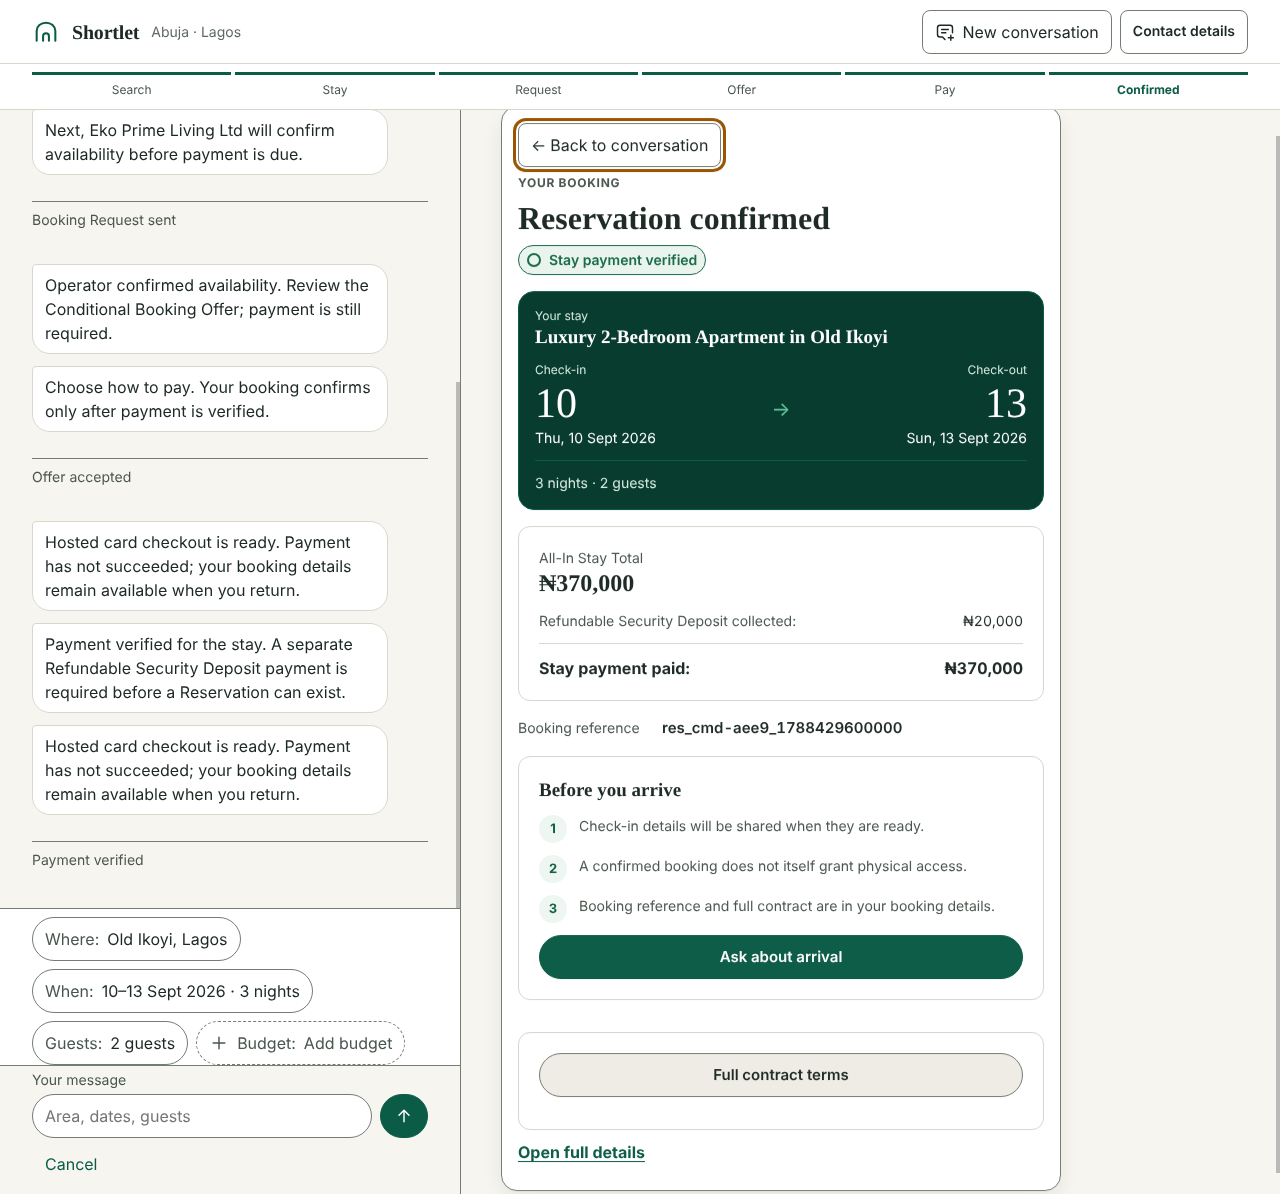 Shortlet
Abuja · Lagos
New conversation
Contact details
Search
Stay
Request
Offer
Pay
Confirmed
Next, Eko Prime Living Ltd will confirm
availability before payment is due.
Booking Request sent
Operator confirmed availability. Review the
Conditional Booking Offer; payment is still
required.
Choose how to pay. Your booking confirms
only after payment is verified.
Offer accepted
Hosted card checkout is ready. Payment
has not succeeded; your booking details
remain available when you return.
Payment verified for the stay. A separate
Refundable Security Deposit payment is
required before a Reservation can exist.
Hosted card checkout is ready. Payment
has not succeeded; your booking details
remain available when you return.
Payment verified
Where: Old Ikoyi, Lagos
When: 10–13 Sept 2026 · 3 nights
Guests: 2 guests
+ Budget: Add budget
Your message
Area, dates, guests
Cancel
← Back to conversation
YOUR BOOKING
Reservation confirmed
Stay payment verified
Your stay
Luxury 2-Bedroom Apartment in Old Ikoyi
Check-in
Check-out
10
→
13
Thu, 10 Sept 2026
Sun, 13 Sept 2026
3 nights · 2 guests
All-In Stay Total
₦370,000
Refundable Security Deposit collected: ₦20,000
Stay payment paid: ₦370,000
Booking reference res_cmd-aee9_1788429600000
Before you arrive
1 Check-in details will be shared when they are ready.
2 A confirmed booking does not itself grant physical access.
3 Booking reference and full contract are in your booking details.
Ask about arrival
Full contract terms
Open full details